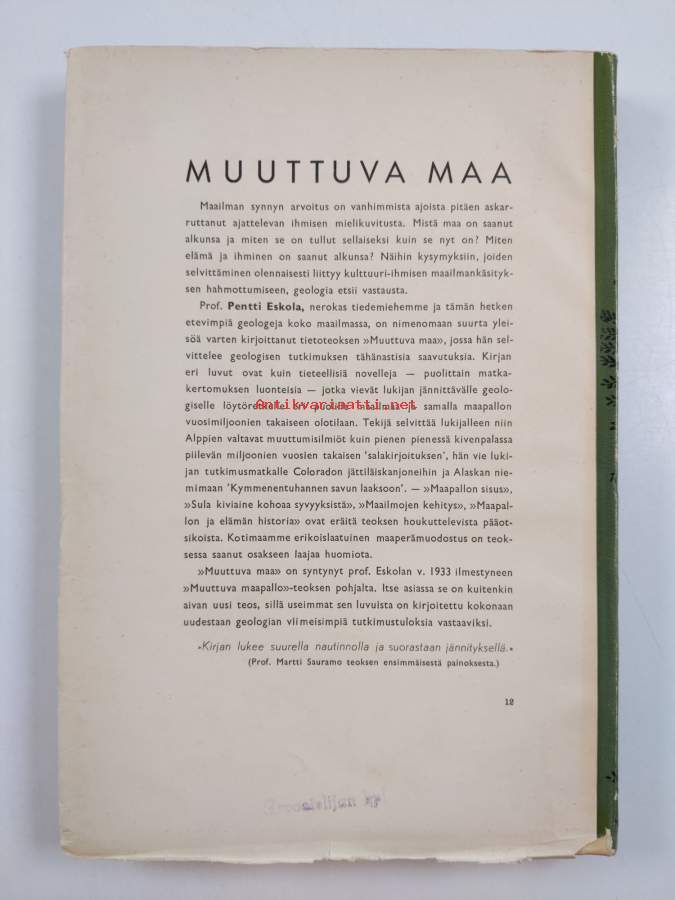 MUUTTUVA MAA
Maailman synnyn arvoitus on vanhimmista ajoista pitäen askar-
ruttanut ajattelevan ihmisen mielikuvitusta. Mistä maa on saanut
alkunsa ja miten se on tullut sellaiseksi kuin se nyt on? Miten
elämä ja ihminen on saanut alkunsa? Näihin kysymyksiin, joiden
selvittäminen olennaisesti liittyy kulttuuri-ihmisen maailmankäsityk-
sen hahmottumiseen, geologia etsii vastausta.
Prof. Pentti Eskola, nerokas tiedemiehemme ja tämän hetken
etevimpiä geologeja koko maailmassa, on nimenomaan suurta ylei-
söä varten kirjoittanut tietoteoksen »Muuttuva maa», jossa hän sel-
vittelee geologisen tutkimuksen tähänastisia saavutuksia. Kirjan
eri luvut ovat kuin tieteellisiä novelleja — puolittain matka-
kertomuksen luonteisia — jotka vievät lukijan jännittävälle geolo-
giselle löytöretkelle eri puolille maailmaa ja samalla maapallon
Antikvariaatti.net
vuosimiljoonien takaiseen olotilaan. Tekijä selvittää lukijalleen niin
Alppien valtavat muuttumisilmiöt kuin pienen pienessä kivenpalassa
piilevän miljoonien vuosien takaisen 'salakirjoituksen', hän vie luki-
jan tutkimusmatkalle Coloradon jättiläiskanjoneihin ja Alaskan nie-
mimaan 'Kymmenentuhannen savun laaksoon'. — »Maapallon sisus»,
»Sula kiviaine kohoaa syvyyksistä», »Maailmojen kehitys», »Maapal-
lon ja elämän historia» ovat eräitä teoksen houkuttelevista pääot-
sikoista. Kotimaamme erikoislaatuinen maaperämuodostus on teok-
sessa saanut osakseen laajaa huomiota.
»Muuttuva maa» on syntynyt prof. Eskolan v. 1933 ilmestyneen
»Muuttuva maapallo»-teoksen pohjalta. Itse asiassa se on kuitenkin
aivan uusi teos, sillä useimmat sen luvuista on kirjoitettu kokonaan
uudestaan geologian viimeisimpiä tutkimustuloksia vastaaviksi.
»Kirjan lukee suurella nautinnolla ja suorastaan jännityksellä.»
(Prof. Martti Sauramo teoksen ensimmäisestä painoksesta.)
12